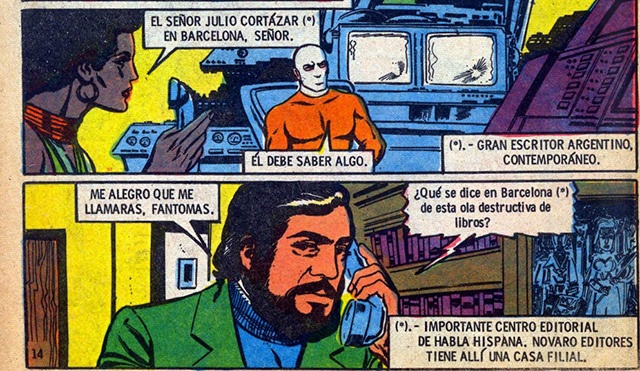 EL SEÑOR JULIO CORTÁZAR (*)
EN BARCELONA, SEÑOR.
EL DEBE SABER ALGO.
(*).- GRAN ESCRITOR ARGENTINO,
CONTEMPORÁNEO.
ME ALEGRO QUE ME
LLAMARAS, FANTOMAS.
¿Qué se dice en Barcelona (*)
de esta ola destructiva de
libros?
(*).- IMPORTANTE CENTRO EDITORIAL
DE HABLA HISPANA. NOVARO EDITORES
TIENE ALLÍ UNA CASA FILIAL.
14